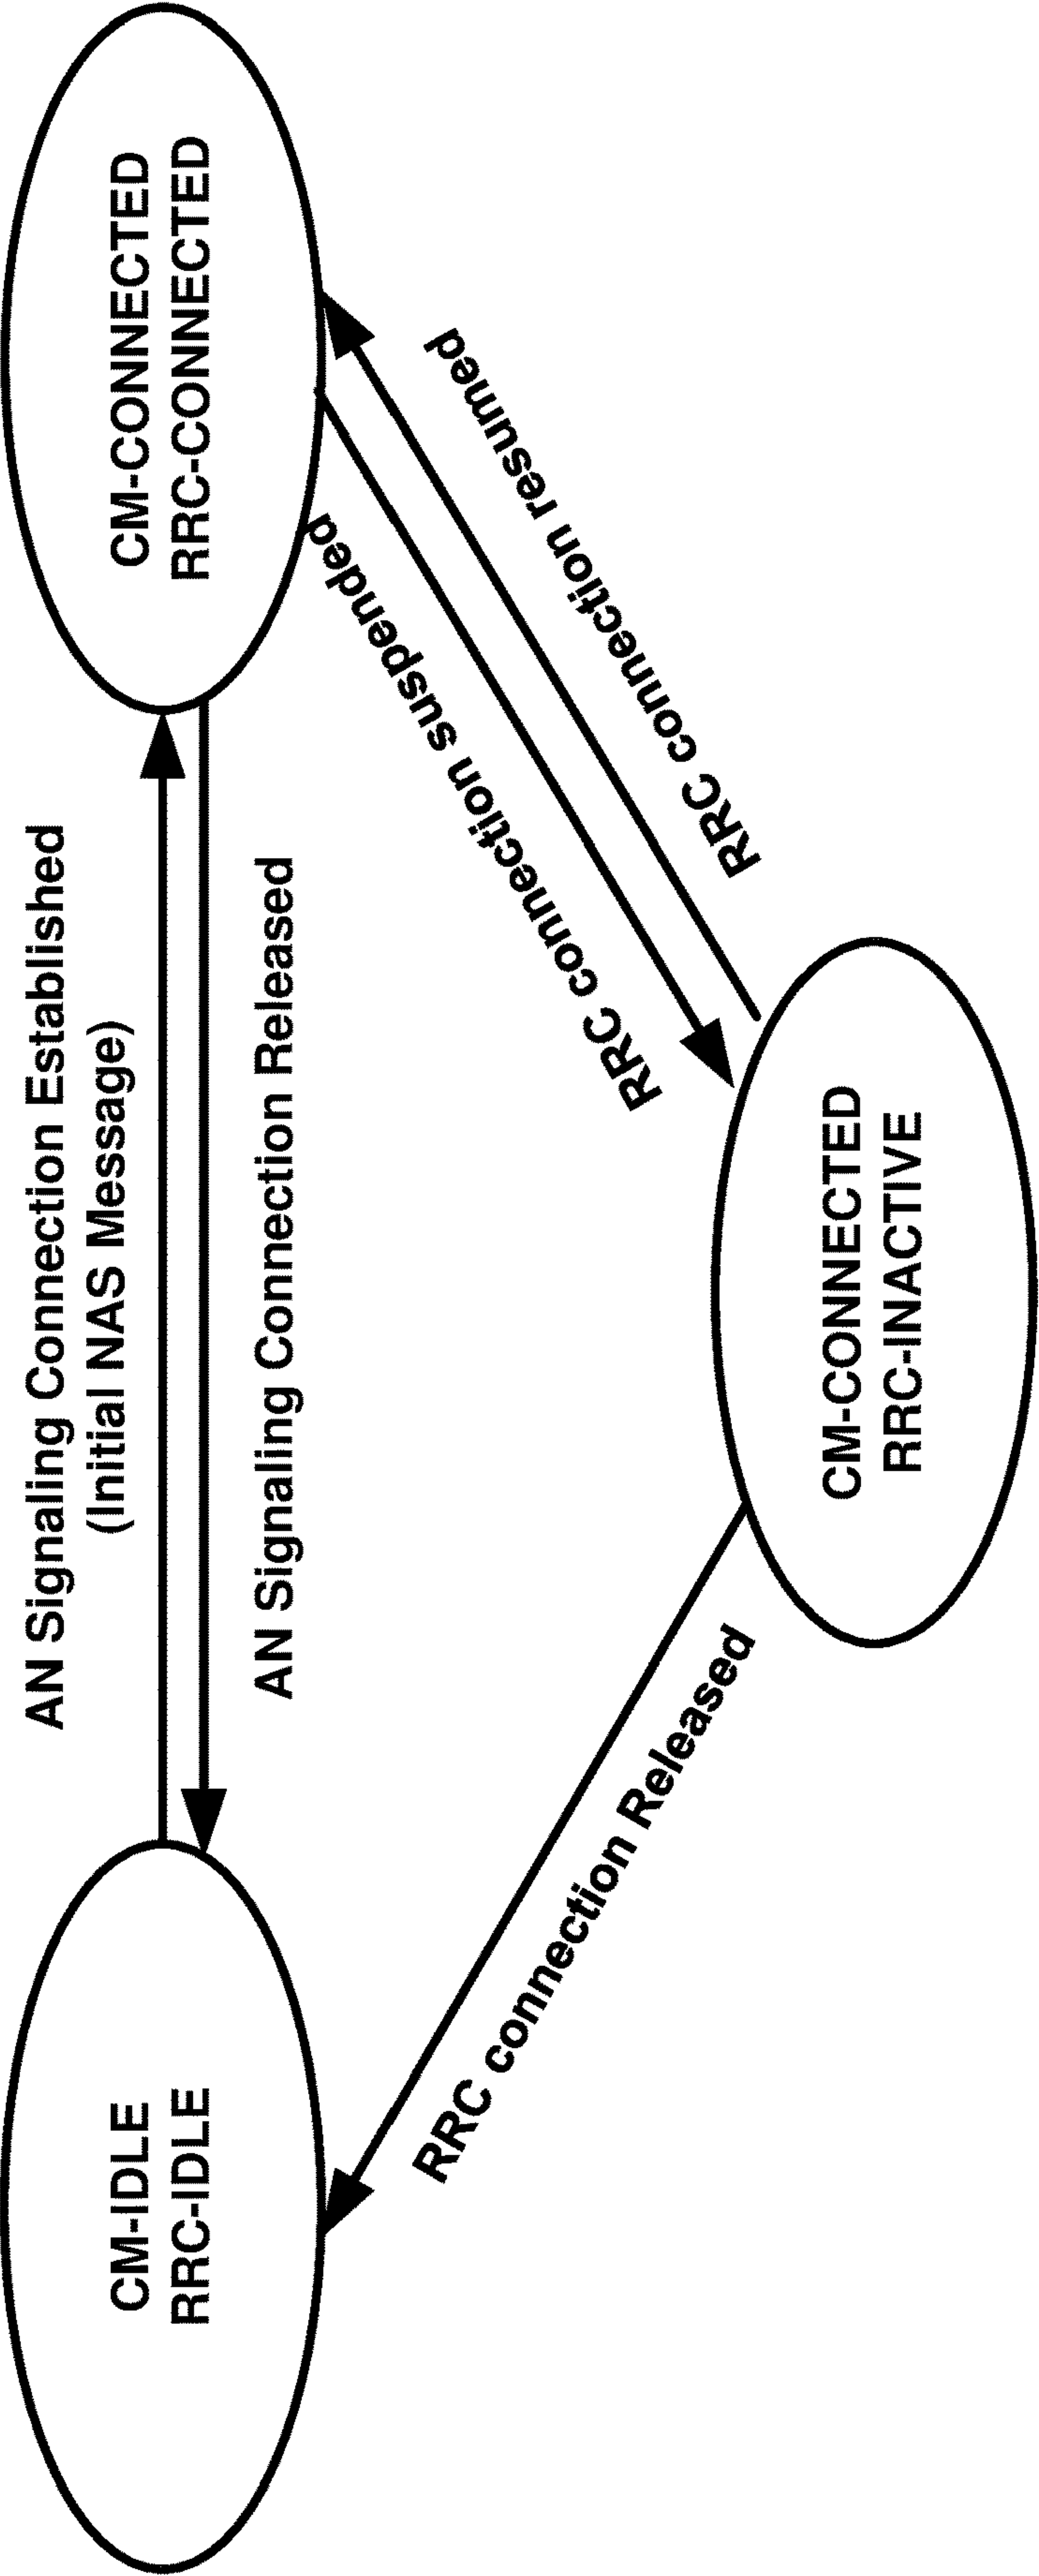 AN Signaling Connection Established
(Initial NAS Message)
CM-IDLE
RRC-IDLE
CM-CONNECTED
RRC-CONNECTED
AN Signaling Connection Released
RRC connection suspended
RRC connection Released
RRC connection resumed
CM-CONNECTED
RRC-INACTIVE